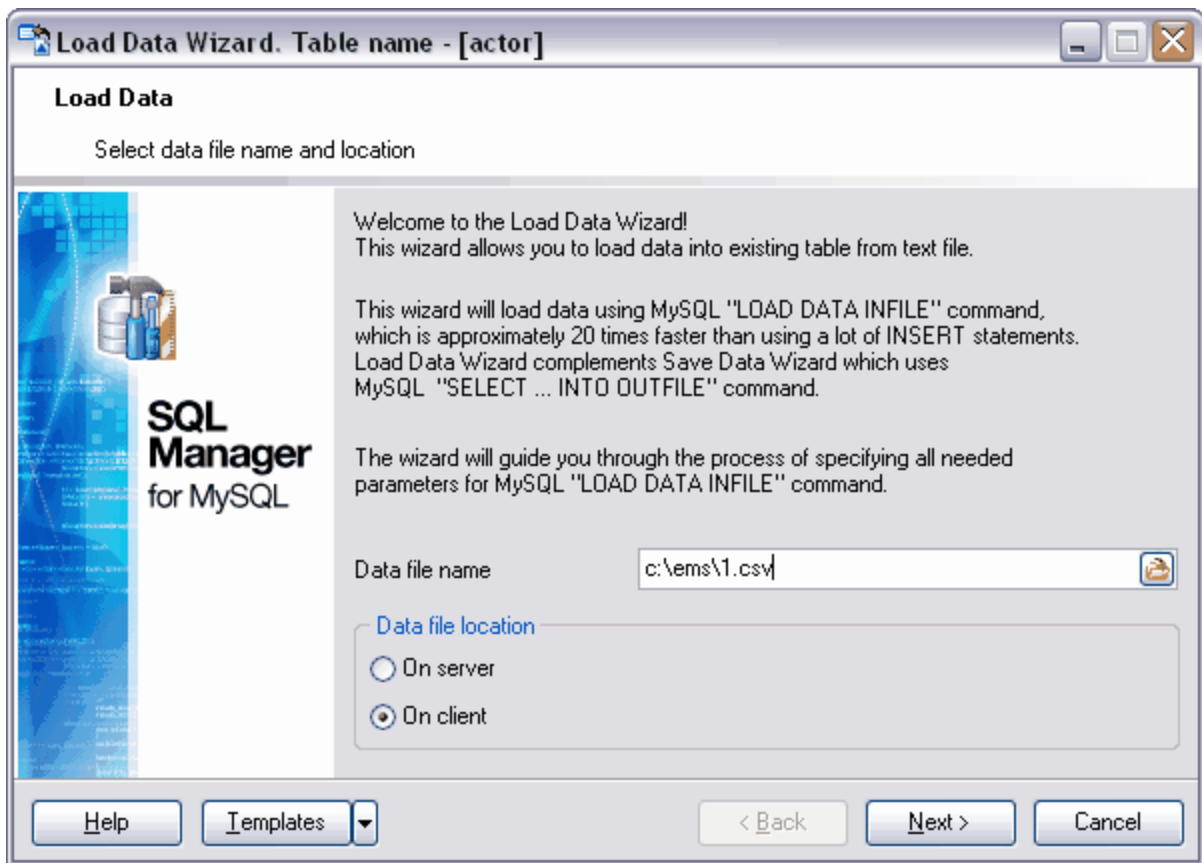 Load Data Wizard. Table name - [actor]
Load Data
Select data file name and location
Welcome to the Load Data Wizard!
This wizard allows you to load data into existing table from text file.
This wizard will load data using MySQL "LOAD DATA INFILE" command,
which is approximately 20 times faster than using a lot of INSERT statements.
Load Data Wizard complements Save Data Wizard which uses
MySQL  "SELECT ... INTO OUTFILE" command.
SQL
Manager
for MySQL
The wizard will guide you through the process of specifying all needed
parameters for MySQL "LOAD DATA INFILE" command.
Data file name
c:\ems\1.csv
Data file location
On server
On client
Help
Templates
< Back
Next >
Cancel